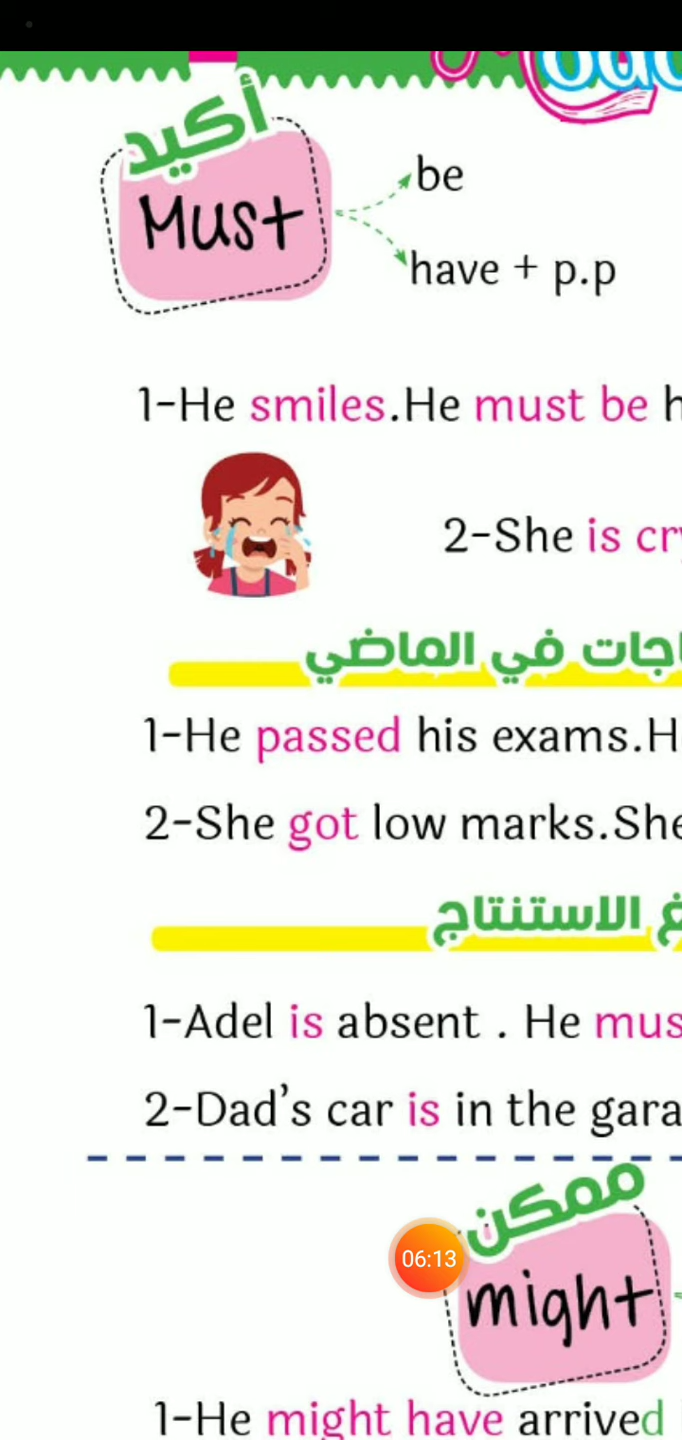 أكيد
Must
be
have + p.p
1-He smiles.He must be
2-She is
في الماضي
1-He passed his exams.
2-She got low marks.She
الاستنتاج
1-Adel is absent . He
2-Dad's car is in the
ممكن
06:13
might
1-He might have arrived